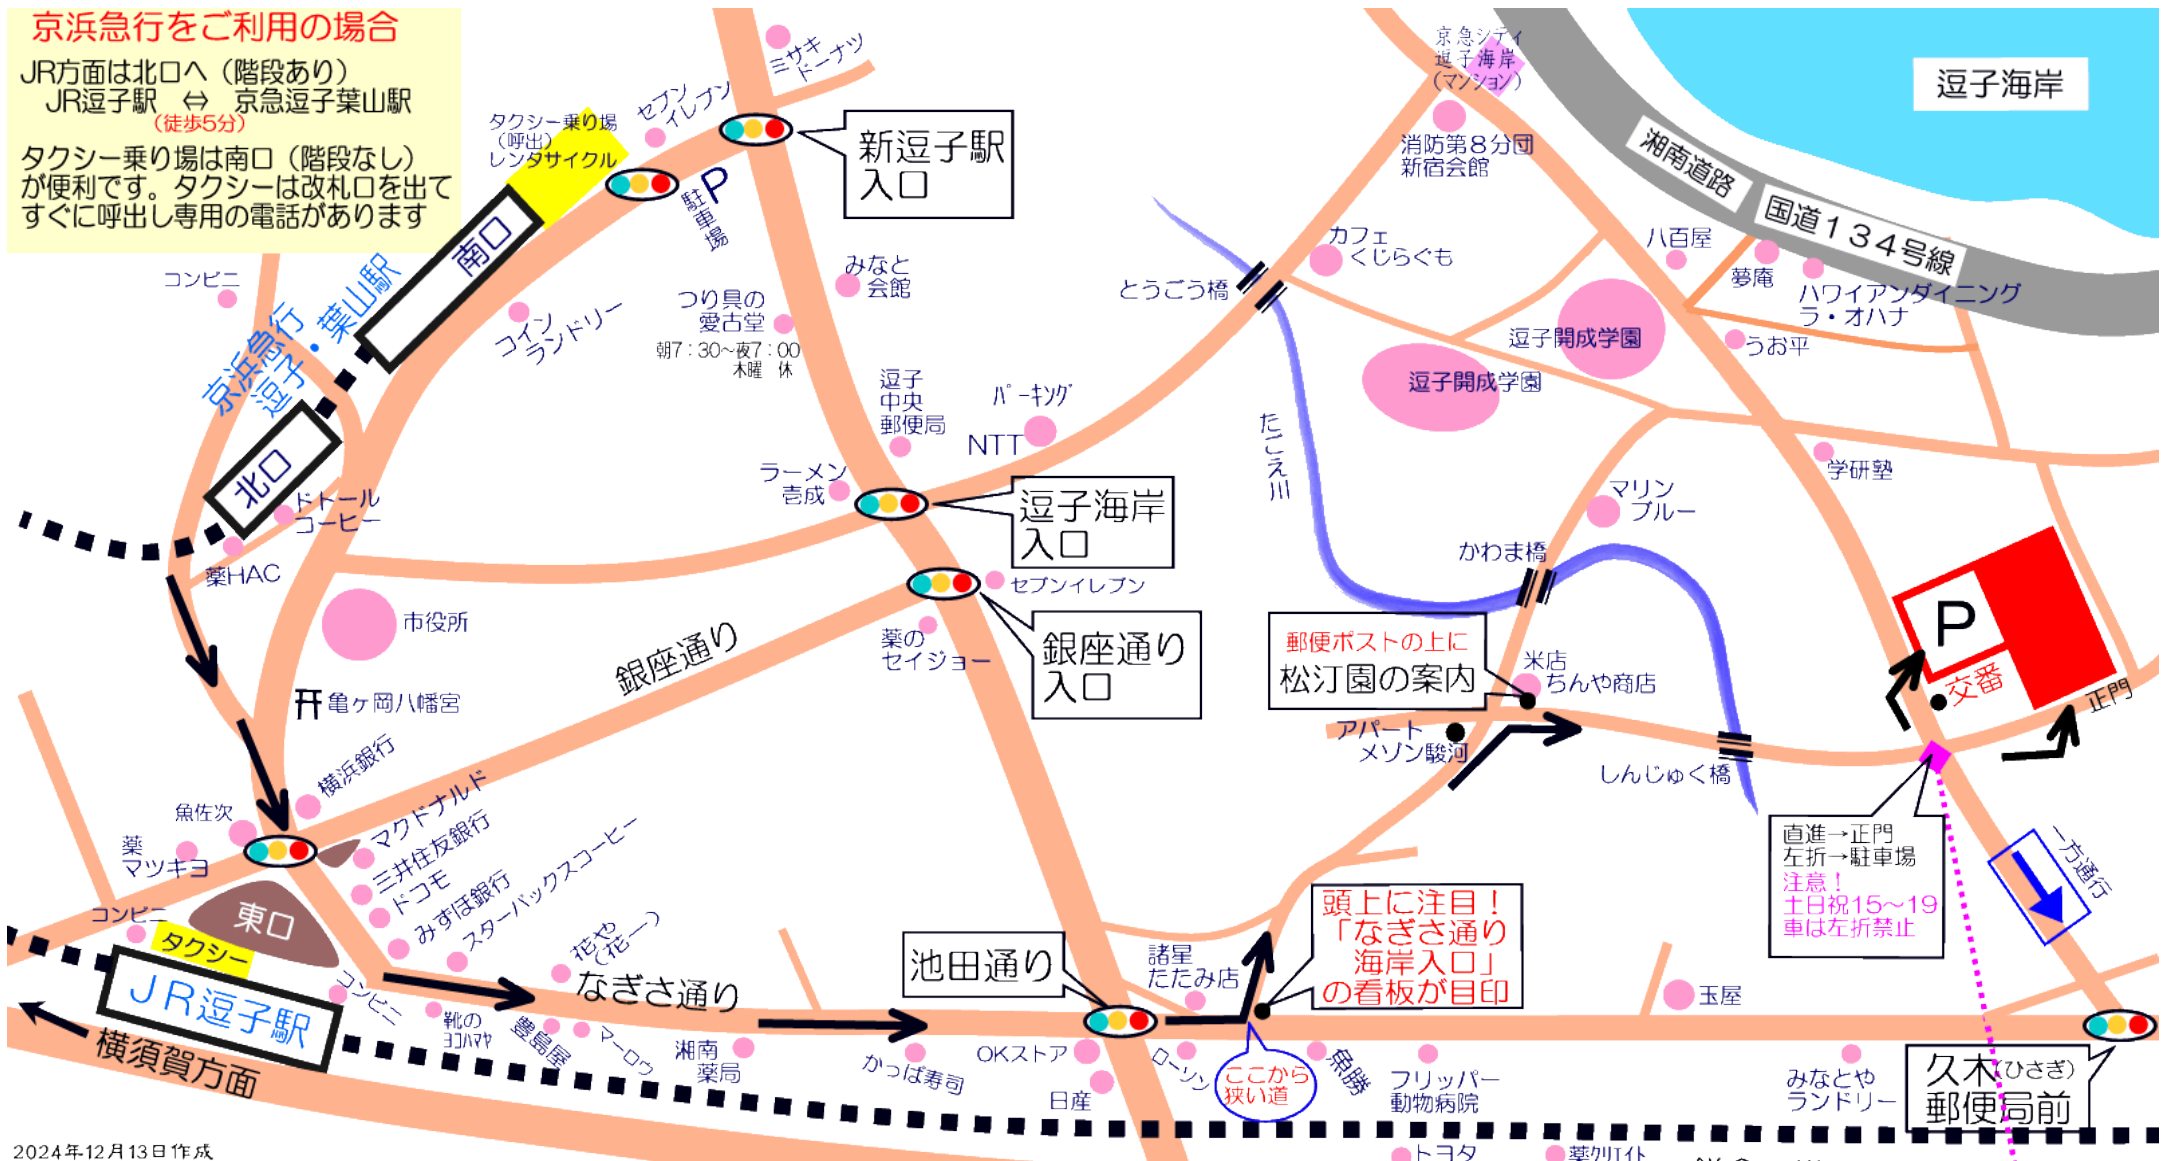 京浜急行をご利用の場合
JR方面は北口へ（階段あり）
JR逗子駅 ⇔ 京急逗子葉山駅
（徒歩5分）
タクシー乗り場は南口（階段なし）
が便利です。タクシーは改札口を出て
すぐに呼出し専用の電話があります
タクシー乗り場
（呼出）
レンタサイクル
セブン
イレブン
ミサキ
ドーナツ
新逗子駅
入口
P
駐車場
南口
コンビニ
京浜急行
逗子・葉山駅
北口
コイン
ランドリー
つり具の
愛古堂
朝7：30～夜7：00
木曜 休
みなと
会館
逗子
中央
郵便局
パーキング
NTT
ラーメン
壱成
逗子海岸
入口
ドトール
コーヒー
薬HAC
市役所
亀ヶ岡八幡宮
銀座通り
セブンイレブン
薬の
セイジョー
銀座通り
入口
京急シティ
逗子海岸
（マンション）
消防第８分団
新宿会館
逗子海岸
湘南道路
国道１３４号線
カフェ
くじらぐも
とうごう橋
八百屋
夢庵
ハワイアンダイニング
ラ・オハナ
うお平
逗子開成学園
逗子開成学園
たごえ川
学研塾
マリン
ブルー
かわま橋
郵便ポストの上に
松汀園の案内
米店
ちんや商店
アパート
メゾン駿河
しんじゅく橋
P
交番
正門
直進→正門
左折→駐車場
注意！
土日祝15～19
車は左折禁止
一方通行
横浜銀行
魚佐次
薬
マツキヨ
マクドナルド
三井住友銀行
ドコモ
みずほ銀行
スターバックスコーヒー
コンビニ
東口
タクシー
JR逗子駅
コンビニ
横須賀方面
花や
（花一）
なぎさ通り
靴の
ヨコハマヤ
豊島屋
マーロウ
湘南
薬局
かっぱ寿司
池田通り
OKストア
日産
諸星
たたみ店
ローソン
頭上に注目！
「なぎさ通り
海岸入口」
の看板が目印
ここから
狭い道
魚勝
フリッパー
動物病院
玉屋
みなとや
ランドリー
久木(ひさぎ)
郵便局前
トヨタ
薬クリエイト
2024年12月13日作成